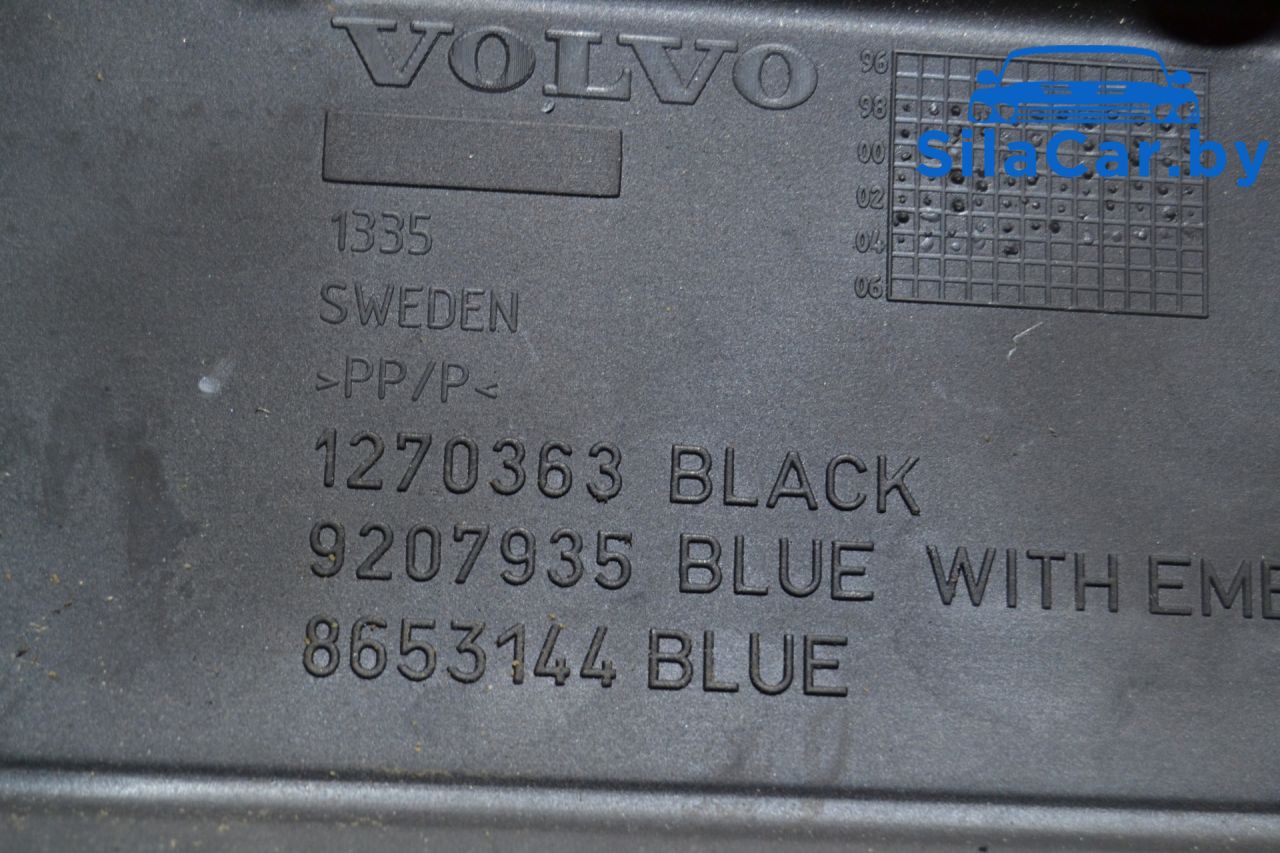 VOLVO
96
98
00
02
04
06
SilaCar.by
1335
SWEDEN
>PP/P<
1270363 BLACK
9207935 BLUE WITH EMB
8653144 BLUE